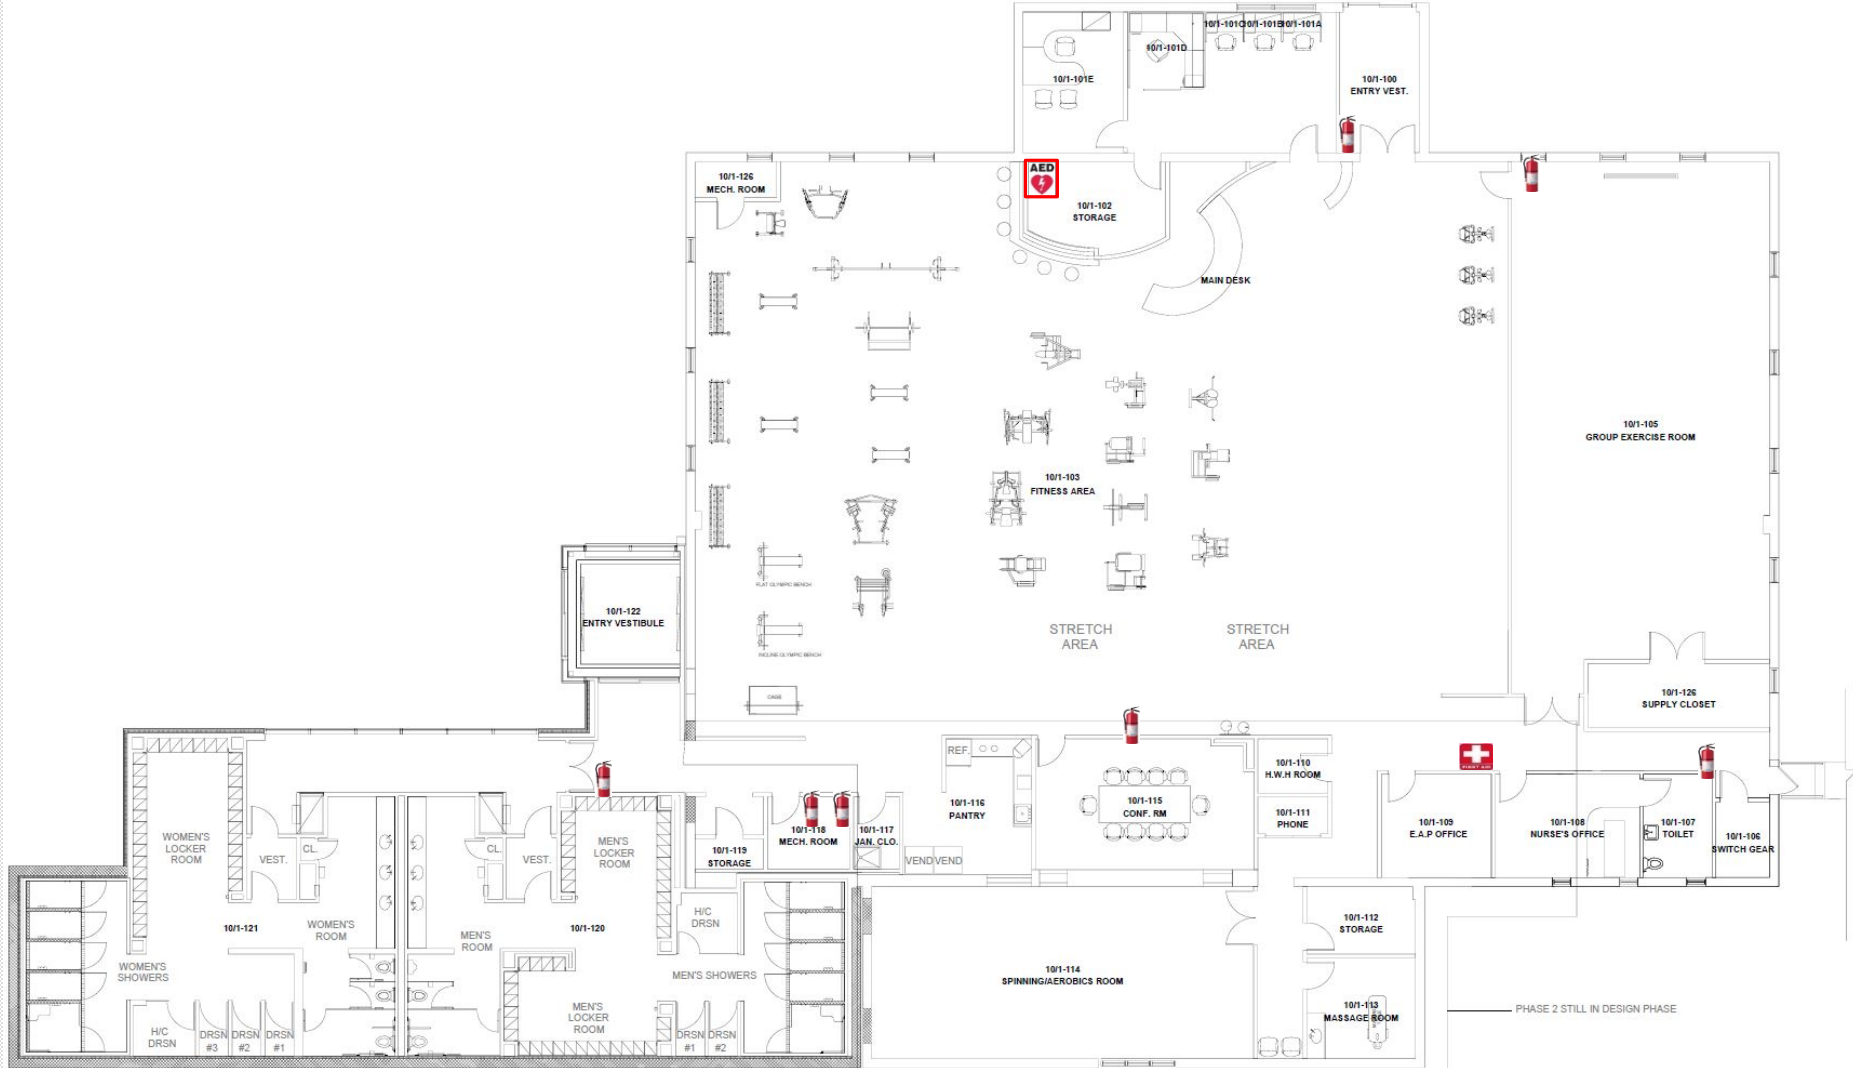 10/1-101C
10/1-101B
10/1-101A
10/1-101D
10/1-101E
10/1-100
ENTRY VEST.
AED
10/1-126
MECH. ROOM
10/1-102
STORAGE
MAIN DESK
10/1-105
GROUP EXERCISE ROOM
10/1-103
FITNESS AREA
FLAT OLYMPIC BENCH
10/1-122
ENTRY VESTIBULE
STRETCH
AREA
STRETCH
AREA
INCLINE OLYMPIC BENCH
CAGE
10/1-126
SUPPLY CLOSET
REF.
FIRST AID
10/1-110
H.W.H ROOM
10/1-116
PANTRY
10/1-115
CONF. RM
10/1-111
PHONE
10/1-118
MECH. ROOM
10/1-117
JAN. CLO.
10/1-119
STORAGE
VEND
VEND
10/1-109
E.A.P OFFICE
10/1-108
NURSE'S OFFICE
10/1-107
TOILET
10/1-106
SWITCH GEAR
WOMEN'S
LOCKER
ROOM
VEST.
CL.
CL.
VEST.
MEN'S
LOCKER
ROOM
10/1-121
WOMEN'S
ROOM
MEN'S
ROOM
10/1-120
H/C
DRSN
WOMEN'S
SHOWERS
MEN'S SHOWERS
MEN'S
LOCKER
ROOM
H/C
DRSN
DRSN
#3
DRSN
#2
DRSN
#1
DRSN
#1
DRSN
#2
10/1-114
SPINNING/AEROBICS ROOM
10/1-112
STORAGE
10/1-113
MASSAGE ROOM
PHASE 2 STILL IN DESIGN PHASE